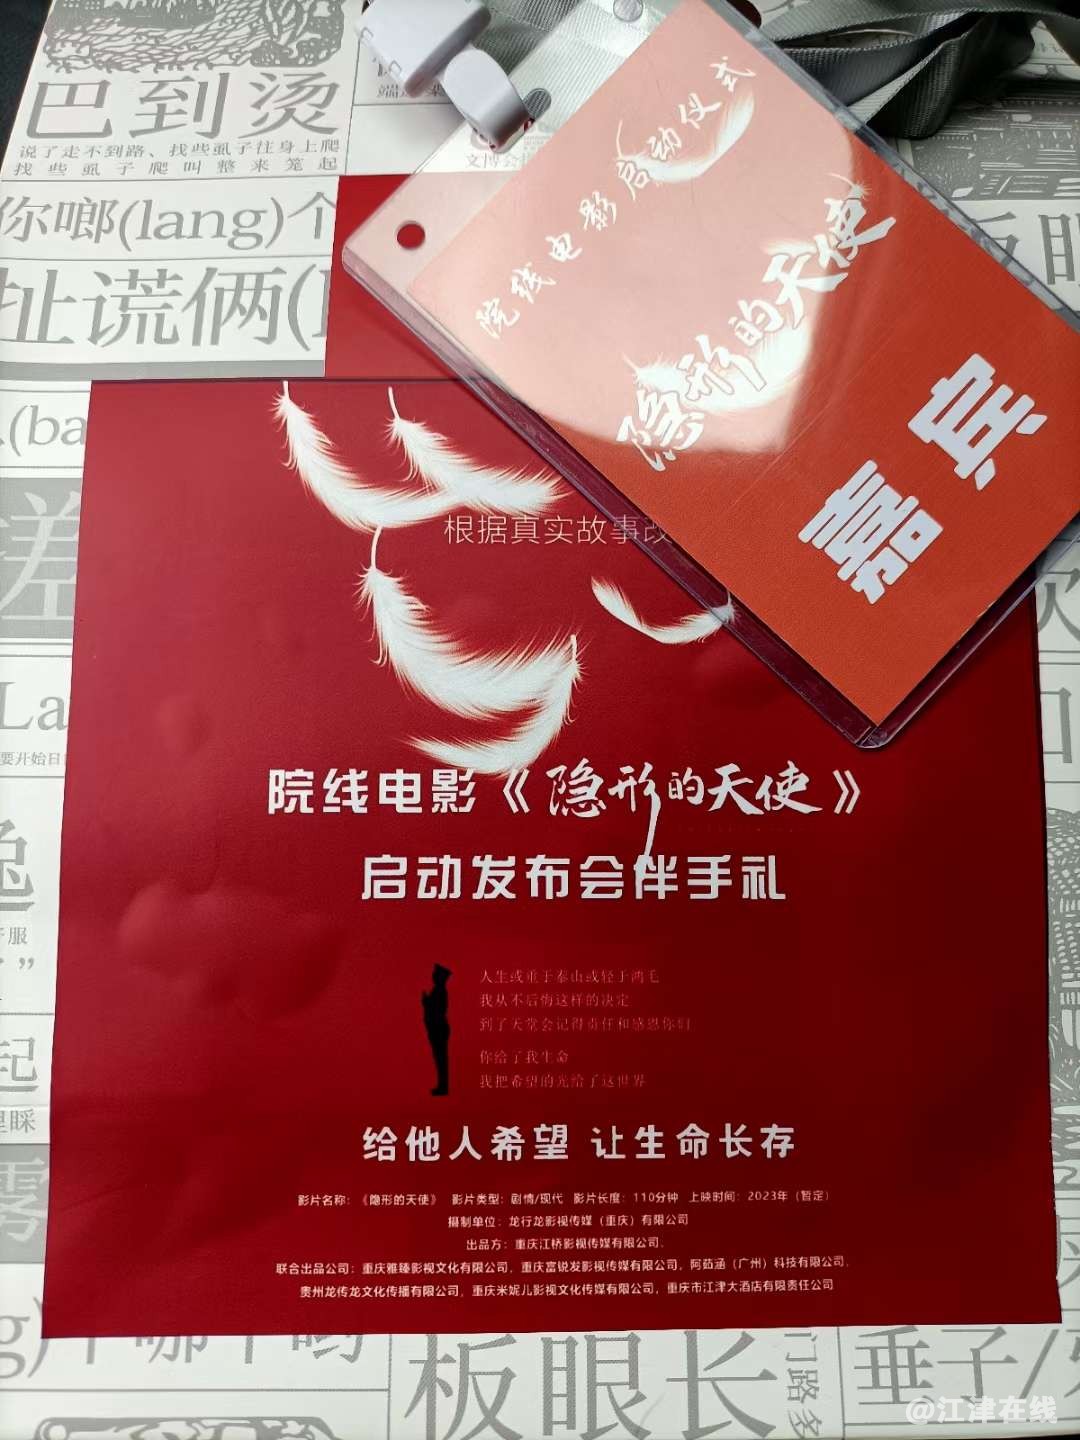 巴到烫
说了走不到路、找些虱子往身上爬
找些虱子爬叫整来笼起
你啷(lang)个
扯谎俩(
(ba
差
La
要开始日
起
雾
院线电影启动仪式
隐形的天使
嘉宾
根据真实故事改
院线电影《隐形的天使》
启动发布会伴手礼
人生或重于泰山或轻于鸿毛
我从不后悔这样的决定
到了天堂会记得责任和感恩你们
你给了我生命
我把希望的光给了这世界
给他人希望 让生命长存
影片名称：《隐形的天使》 影片类型：剧情/现代 影片长度：110分钟 上映时间：2023年（暂定）
摄制单位：龙行龙影视传媒（重庆）有限公司
出品方：重庆江桥影视传媒有限公司、
联合出品公司：重庆雅臻影视文化有限公司、重庆富锐发影视传媒有限公司、阿茹涵（广州）科技有限公司、
贵州龙传龙文化传播有限公司、重庆米妮儿影视文化传媒有限公司、重庆市江津大酒店有限责任公司
板眼长
门路多
垂子/
@江津在线